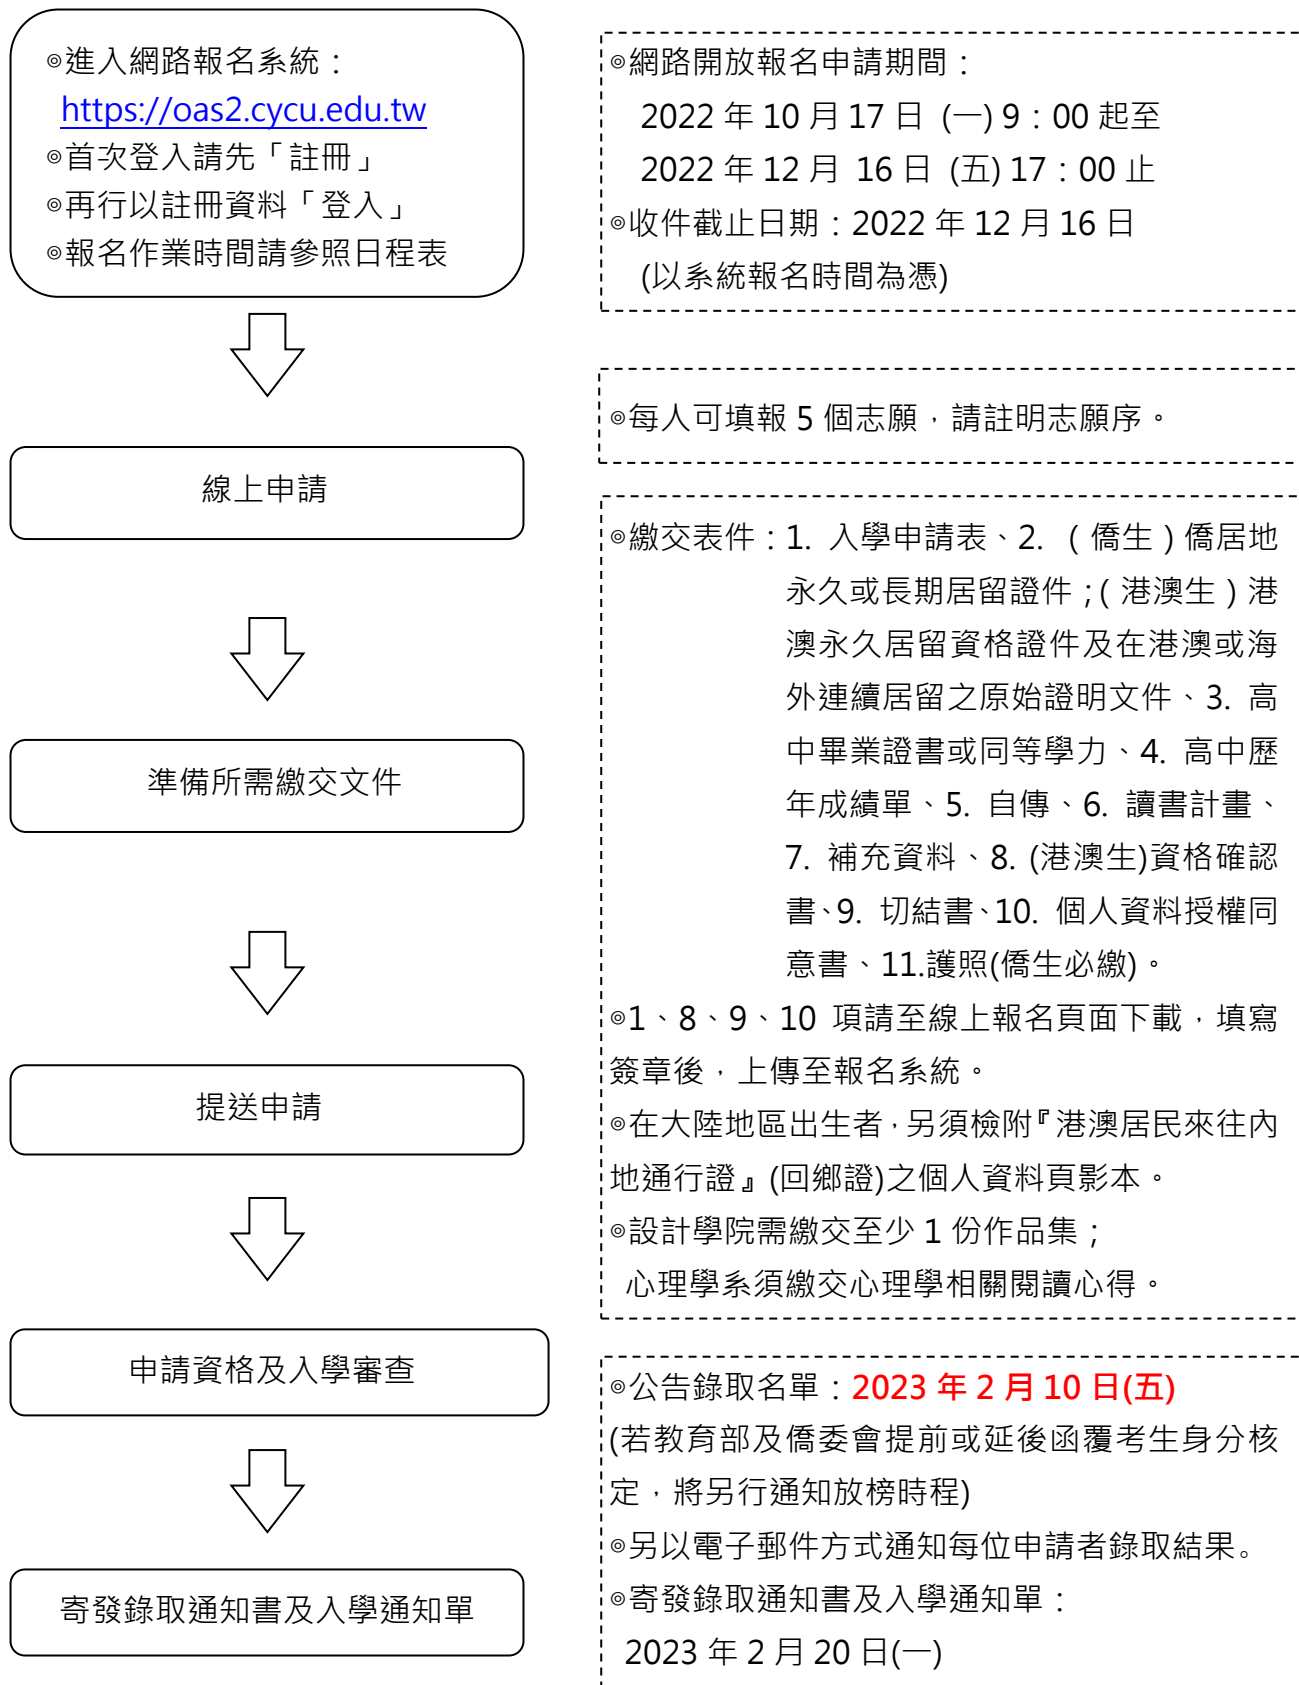 ◎進入網路報名系統：
https://oas2.cycu.edu.tw
◎首次登入請先「註冊」
◎再行以註冊資料「登入」
◎報名作業時間請參照日程表
◎網路開放報名申請期間：
2022 年 10 月 17 日 (一) 9：00 起至
2022 年 12 月 16 日 (五) 17：00 止
◎收件截止日期：2022 年 12 月 16 日
(以系統報名時間為憑)
線上申請
◎每人可填報 5 個志願，請註明志願序。
準備所需繳交文件
◎繳交表件：1. 入學申請表、2. （僑生）僑居地
永久或長期居留證件；（港澳生）港
澳永久居留資格證件及在港澳或海
外連續居留之原始證明文件、3. 高
中畢業證書或同等學力、4. 高中歷
年成績單、5. 自傳、6. 讀書計畫、
7. 補充資料、8. (港澳生)資格確認
書、9. 切結書、10. 個人資料授權同
意書、11.護照(僑生必繳)。
◎1、8、9、10 項請至線上報名頁面下載，填寫
簽章後，上傳至報名系統。
◎在大陸地區出生者，另須檢附『港澳居民來往內
地通行證』(回鄉證)之個人資料頁影本。
◎設計學院需繳交至少 1 份作品集；
心理學系須繳交心理學相關閱讀心得。
提送申請
申請資格及入學審查
◎公告錄取名單：2023 年 2 月 10 日(五)
(若教育部及僑委會提前或延後函覆考生身分核
定，將另行通知放榜時程)
◎另以電子郵件方式通知每位申請者錄取結果。
◎寄發錄取通知書及入學通知單：
2023 年 2 月 20 日(一)
寄發錄取通知書及入學通知單